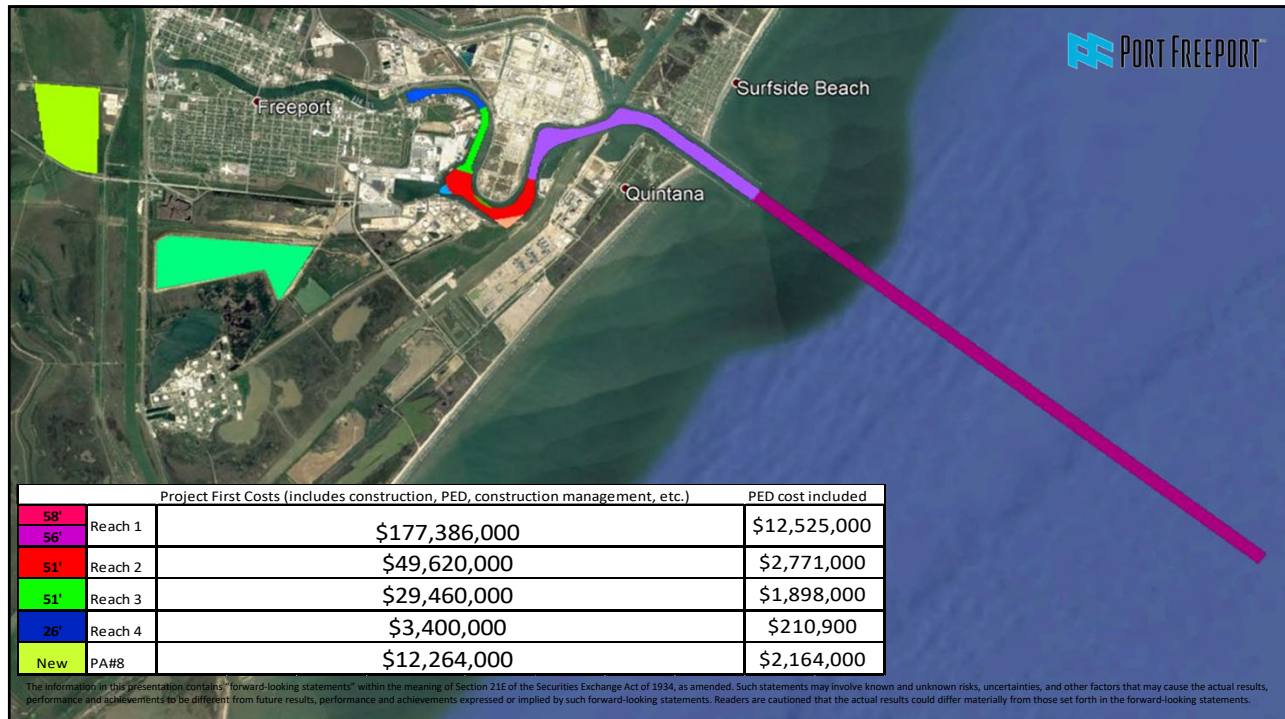 PORT FREEPORT
Surfside Beach
Freeport
Quintana
Project First Costs (includes construction, PED, construction management, etc.) PED cost included
58' Reach 1 $177,386,000 $12,525,000
56'
51' Reach 2 $49,620,000 $2,771,000
51' Reach 3 $29,460,000 $1,898,000
26' Reach 4 $3,400,000 $210,900
New PA#8 $12,264,000 $2,164,000
The information in this presentation contains "forward-looking statements" within the meaning of Section 21E of the Securities Exchange Act of 1934, as amended. Such statements may involve known and unknown risks, uncertainties, and other factors that may cause the actual results,
performance and achievements to be different from future results, performance and achievements expressed or implied by such forward-looking statements. Readers are cautioned that the actual results could differ materially from those set forth in the forward-looking statements.